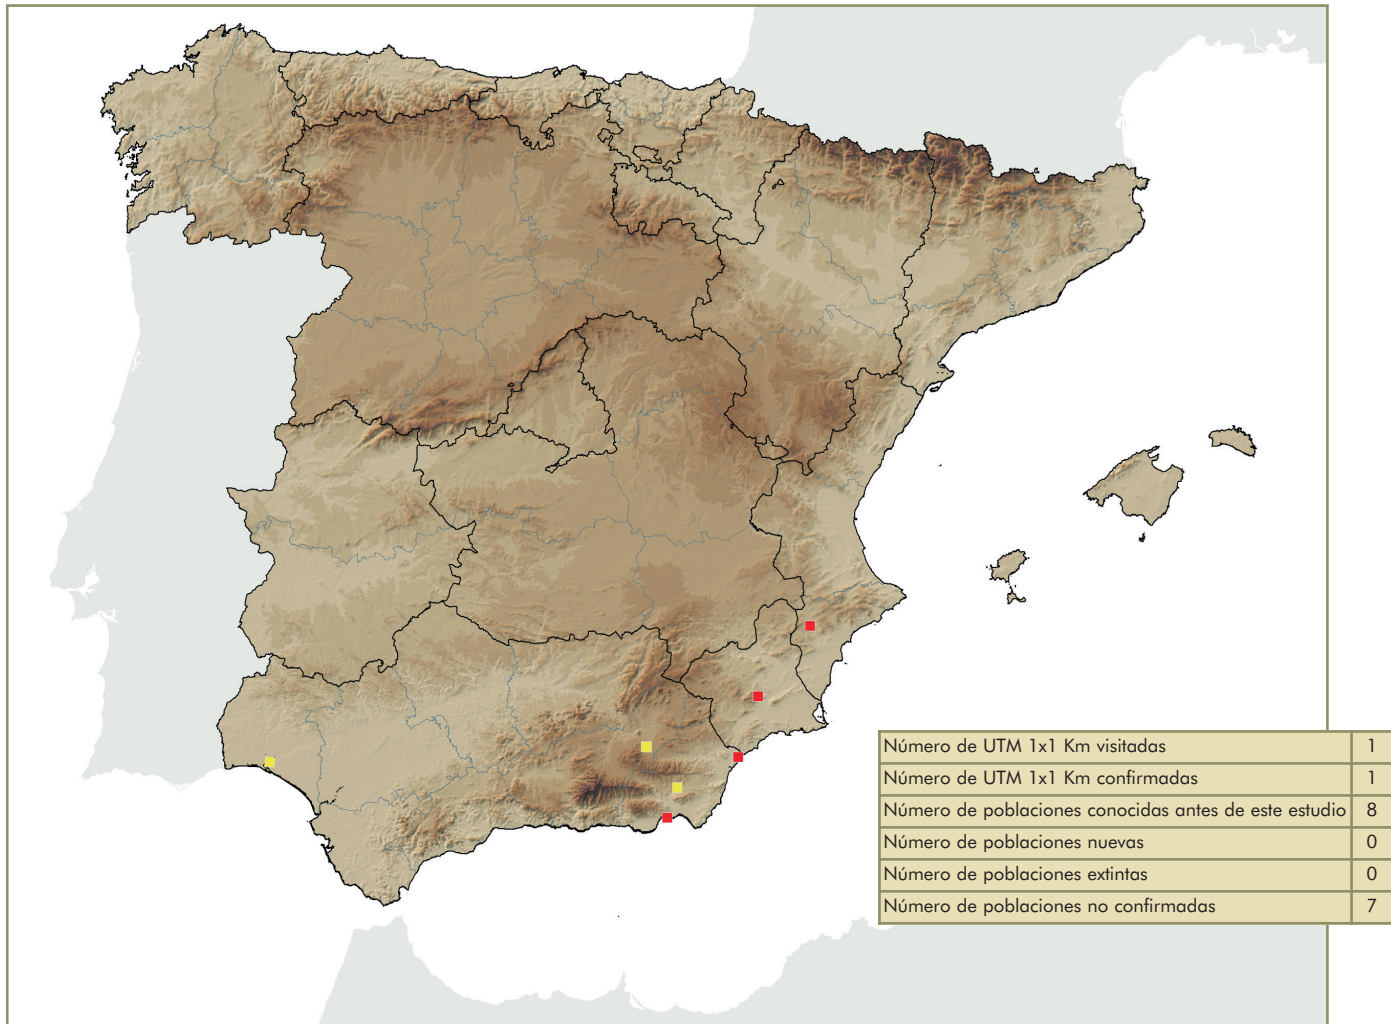 Número de UTM 1x1 Km visitadas 1
Número de UTM 1x1 Km confirmadas 1
Número de poblaciones conocidas antes de este estudio 8
Número de poblaciones nuevas 0
Número de poblaciones extintas 0
Número de poblaciones no confirmadas 7